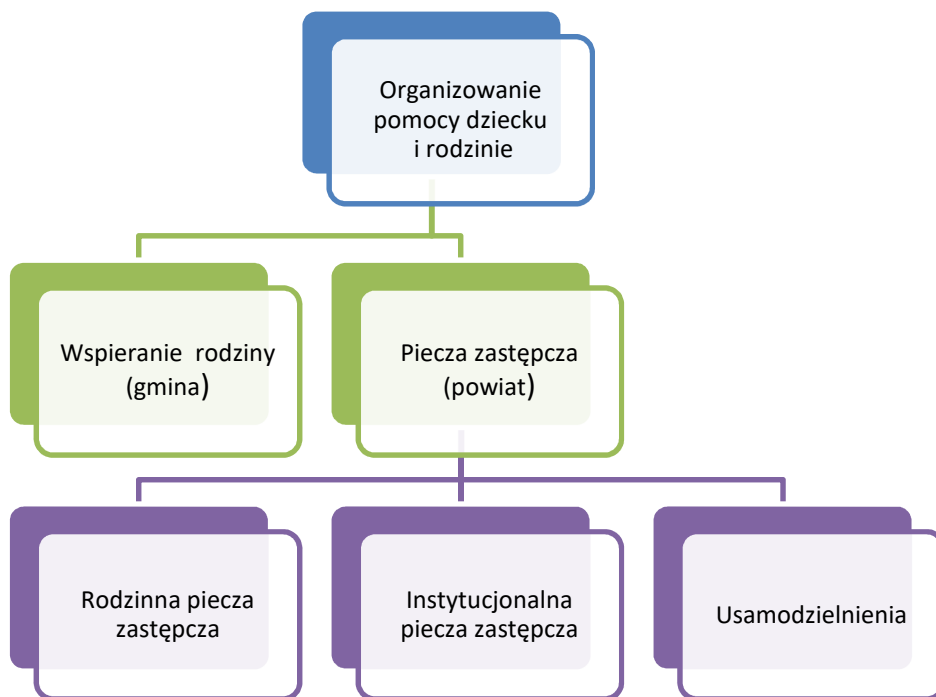 Organizowanie
pomocy dziecku
i rodzinie
Wspieranie rodziny
(gmina)
Piecza zastępcza
(powiat)
Rodzinna piecza
zastępcza
Instytucjonalna
piecza zastępcza
Usamodzielnienia